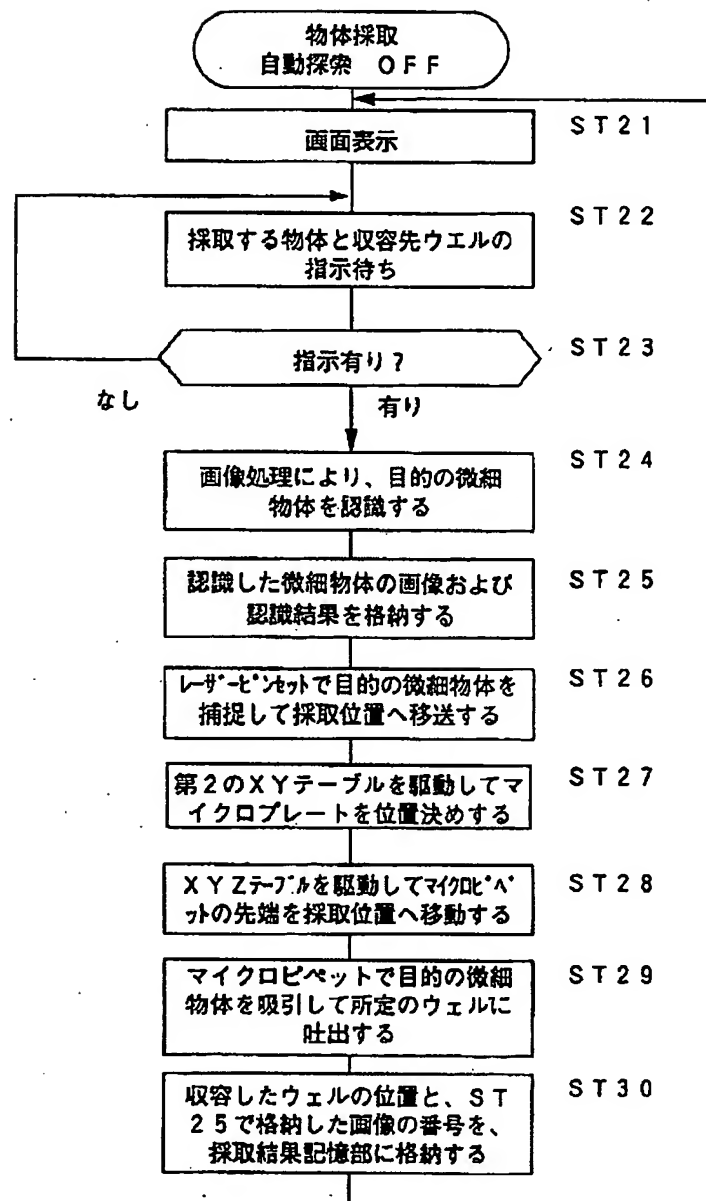 物体採取
自動探索 OFF
画面表示
ST21
採取する物体と収容先ウエルの
指示待ち
ST22
指示有り?
ST23
なし
有り
画像処理により、目的の微細
物体を認識する
ST24
認識した微細物体の画像および
認識結果を格納する
ST25
レーザーピンセットで目的の微細物体を
捕捉して採取位置へ移送する
ST26
第2のXYテーブルを駆動してマ
イクロプレートを位置決めする
ST27
XYZテーブルを駆動してマイクロピペ
ットの先端を採取位置へ移動する
ST28
マイクロピペットで目的の微細
物体を吸引して所定のウェルに
吐出する
ST29
収容したウェルの位置と、ST
25で格納した画像の番号を、
採取結果記憶部に格納する
ST30